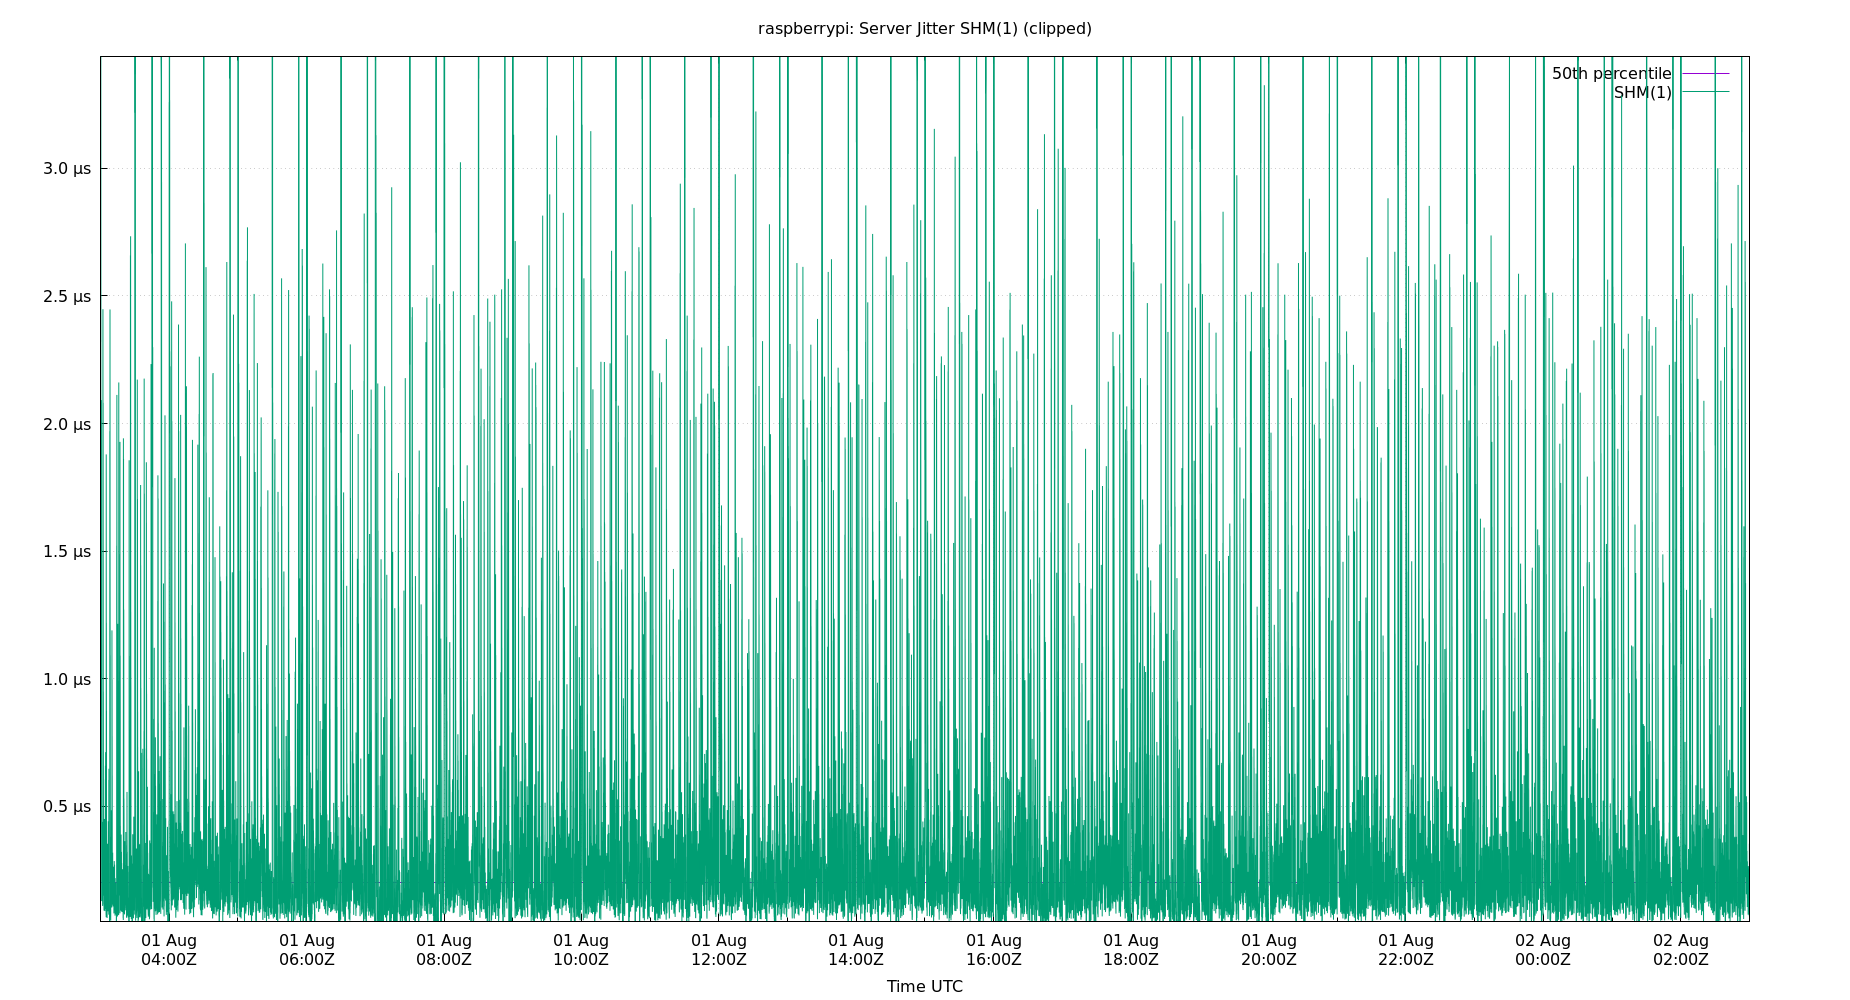 raspberrypi: Server Jitter SHM(1) (clipped)
50th percentile
SHM(1)
3.0 µs
2.5 µs
2.0 µs
1.5 µs
1.0 µs
0.5 µs
01 Aug 01 Aug 01 Aug 01 Aug 01 Aug 01 Aug 01 Aug 01 Aug 01 Aug 01 Aug 02 Aug 02 Aug
04:00Z 06:00Z 08:00Z 10:00Z 12:00Z 14:00Z 16:00Z 18:00Z 20:00Z 22:00Z 00:00Z 02:00Z
Time UTC